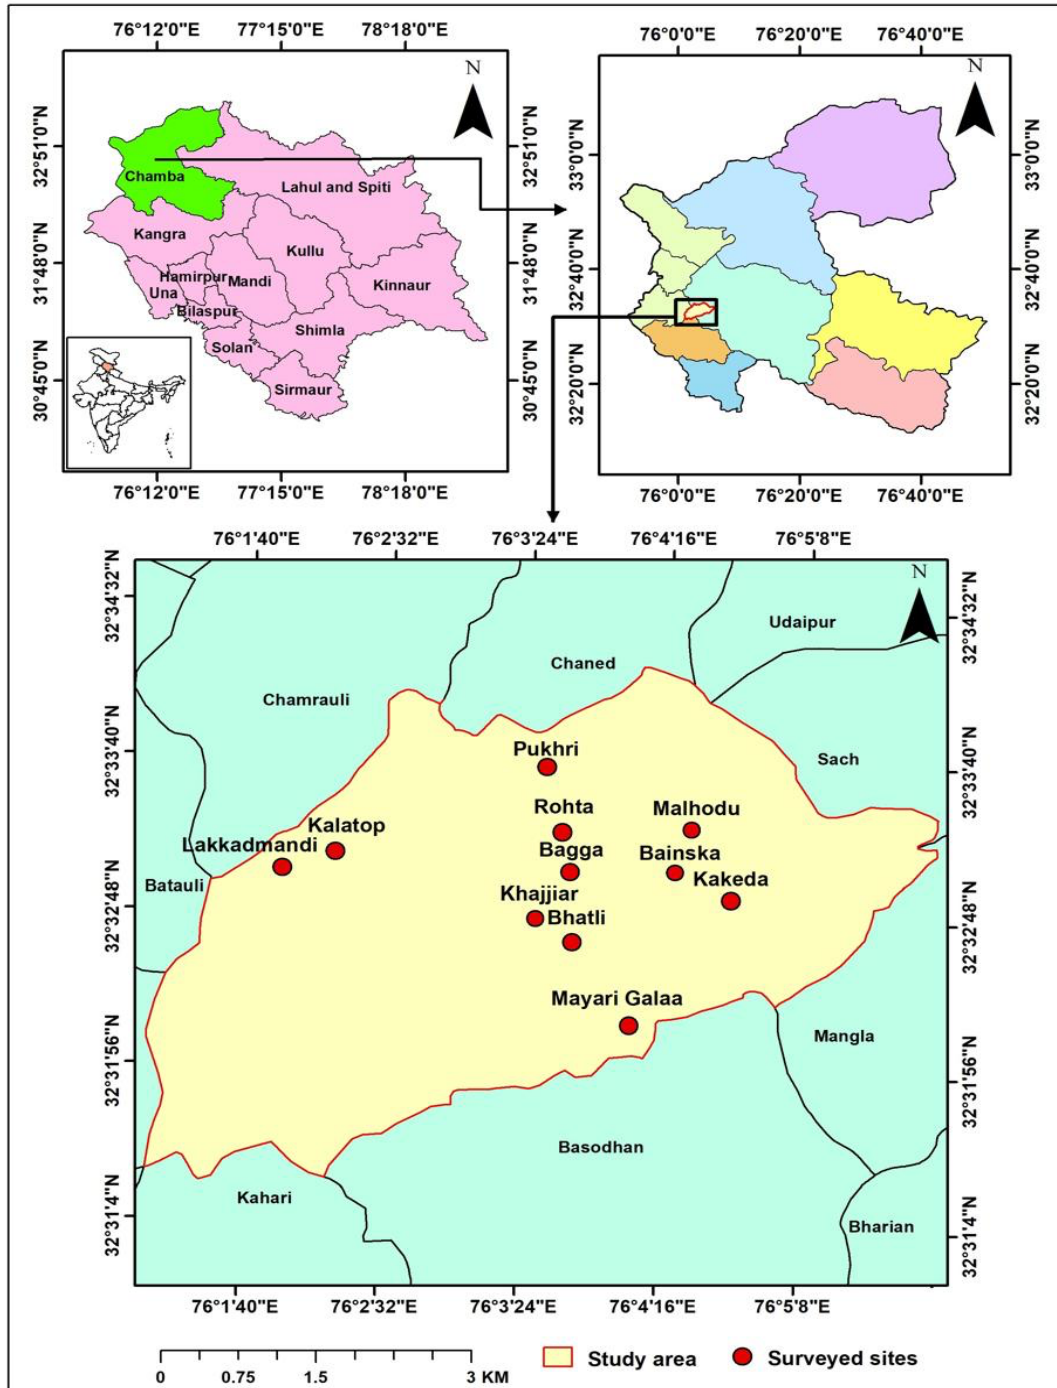 76°12'0"E 77°15'0"E 78°18'0"E
76°0'0"E 76°20'0"E 76°40'0"E
N
N
32°51'0"N
32°51'0"N
33°0'0"N
33°0'0"N
Chamba
Lahul and Spiti
Kangra
Kullu
31°48'0"N
31°48'0"N
32°40'0"N
32°40'0"N
Hamirpur
Mandi
Kinnaur
Una
Bilaspur
Shimla
Solan
Sirmaur
30°45'0"N
30°45'0"N
32°20'0"N
32°20'0"N
76°12'0"E 77°15'0"E 78°18'0"E
76°0'0"E 76°20'0"E 76°40'0"E
76°1'40"E 76°2'32"E 76°3'24"E 76°4'16"E 76°5'8"E
N
32°34'32"N
32°34'32"N
Udaipur
Chaned
Chamrauli
Pukhri
Sach
32°33'40"N
32°33'40"N
Rohta
Malhodu
Kalatop
Lakkadmandi
Bagga
Bainska
Kakeda
Batauli
Khajjiar
Bhatli
32°32'48"N
32°32'48"N
Mayari Galaa
Mangla
32°31'56"N
32°31'56"N
Basodhan
Kahari
Bharian
32°31'4"N
32°31'4"N
76°1'40"E 76°2'32"E 76°3'24"E 76°4'16"E 76°5'8"E
0 0.75 1.5 3 KM
Study area
Surveyed sites